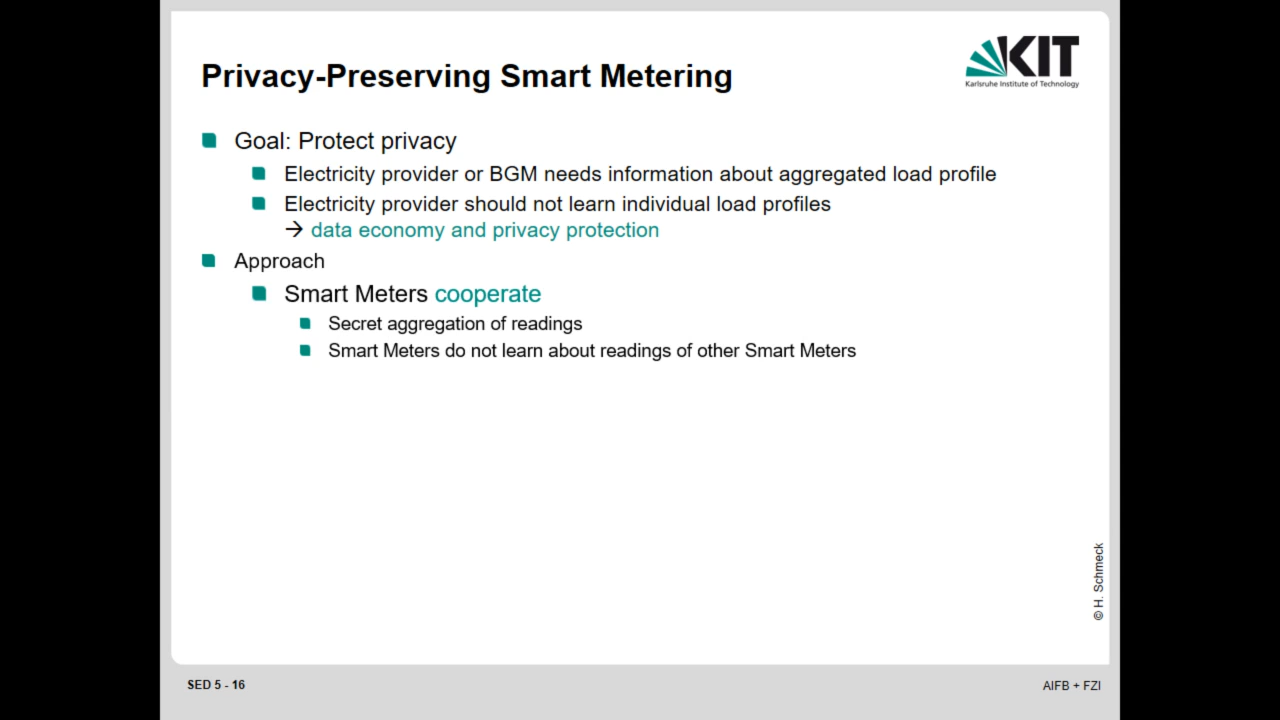 Privacy-Preserving Smart Metering
KIT
Karlsruhe Institute of Technology
Goal: Protect privacy
Electricity provider or BGM needs information about aggregated load profile
Electricity provider should not learn individual load profiles
→ data economy and privacy protection
Approach
Smart Meters cooperate
Secret aggregation of readings
Smart Meters do not learn about readings of other Smart Meters
© H. Schmeck
SED 5 - 16
AIFB + FZI